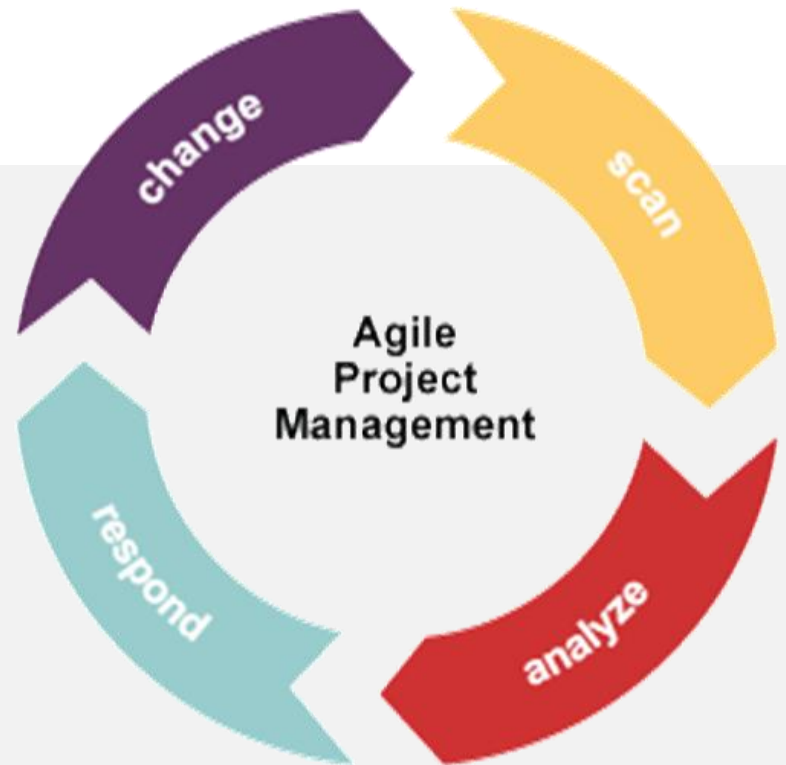 change
scan
Agile
Project
Management
respond
analyze